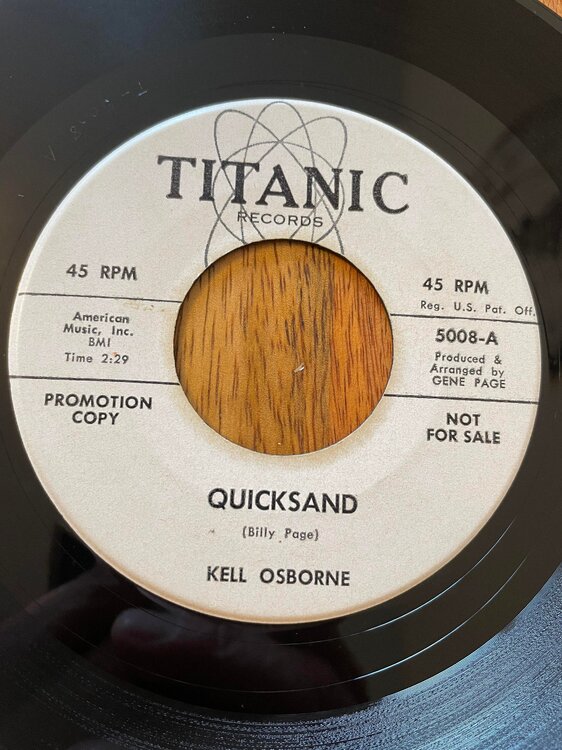 TITANIC
RECORDS
45 RPM
American
Music, Inc.
BMI
Time 2:29
PROMOTION
COPY
45 RPM
Reg. U.S. Pat. Off.
5008-A
Produced &
Arranged by
GENE PAGE
NOT
FOR SALE
QUICKSAND
(Billy Page)
KELL OSBORNE